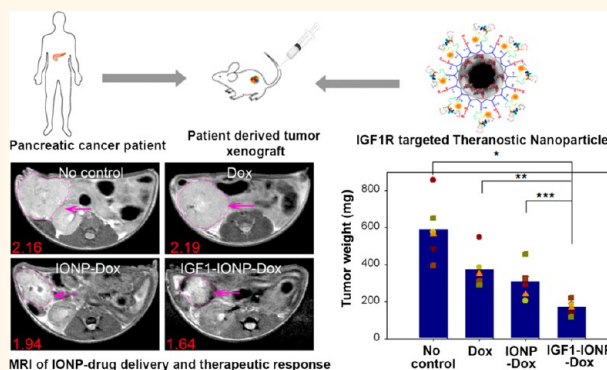 Pancreatic cancer patient
Patient derived tumor
xenograft
IGF1R targeted Theranostic Nanoparticle
No control
Dox
2.16
2.19
IONP-Dox
IGF1-IONP-Dox
1.94
1.64
MRI of IONP-drug delivery and therapeutic response
Tumor weight (mg)
800
600
400
200
0
*
**
***
No
control
Dox
IONP
-Dox
IGF1-IONP
-Dox